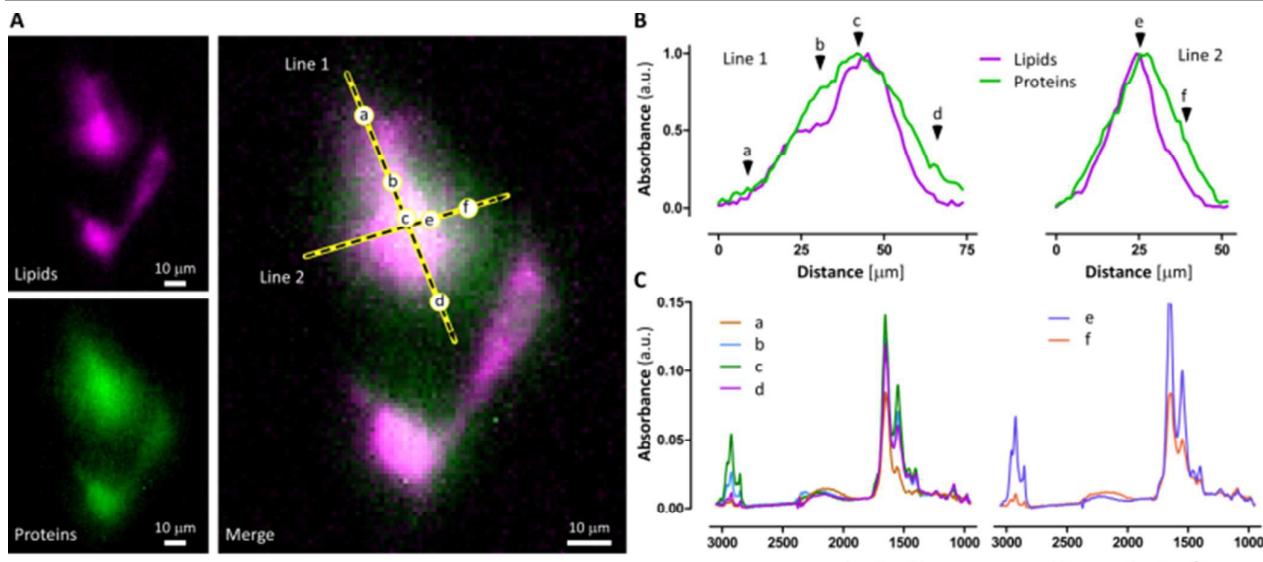 A
Lipids
10 μm
Proteins
10 μm
Line 1
a
b
c
e
f
Line 2
d
Merge
10 μm
B
Absorbance (a.u.)
1.0
0.5
0.0
Line 1
a
b
c
d
0 25 50 75
Distance [μm]
Lipids
Proteins
Line 2
e
f
0 25 50
Distance [μm]
C
Absorbance (a.u.)
0.15
0.10
0.05
0.00
a
b
c
d
3000 2000 1500 1000
e
f
3000 2000 1500 1000